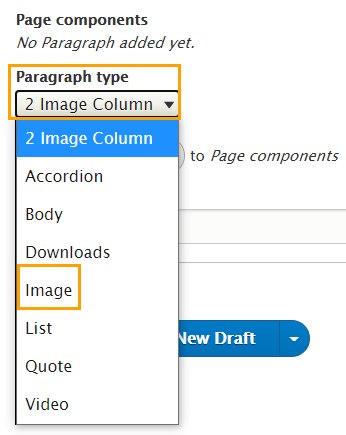 Page components
No Paragraph added yet.
Paragraph type
2 Image Column
2 Image Column
Accordion
to Page components
Body
Downloads
Image
List
New Draft
Quote
Video